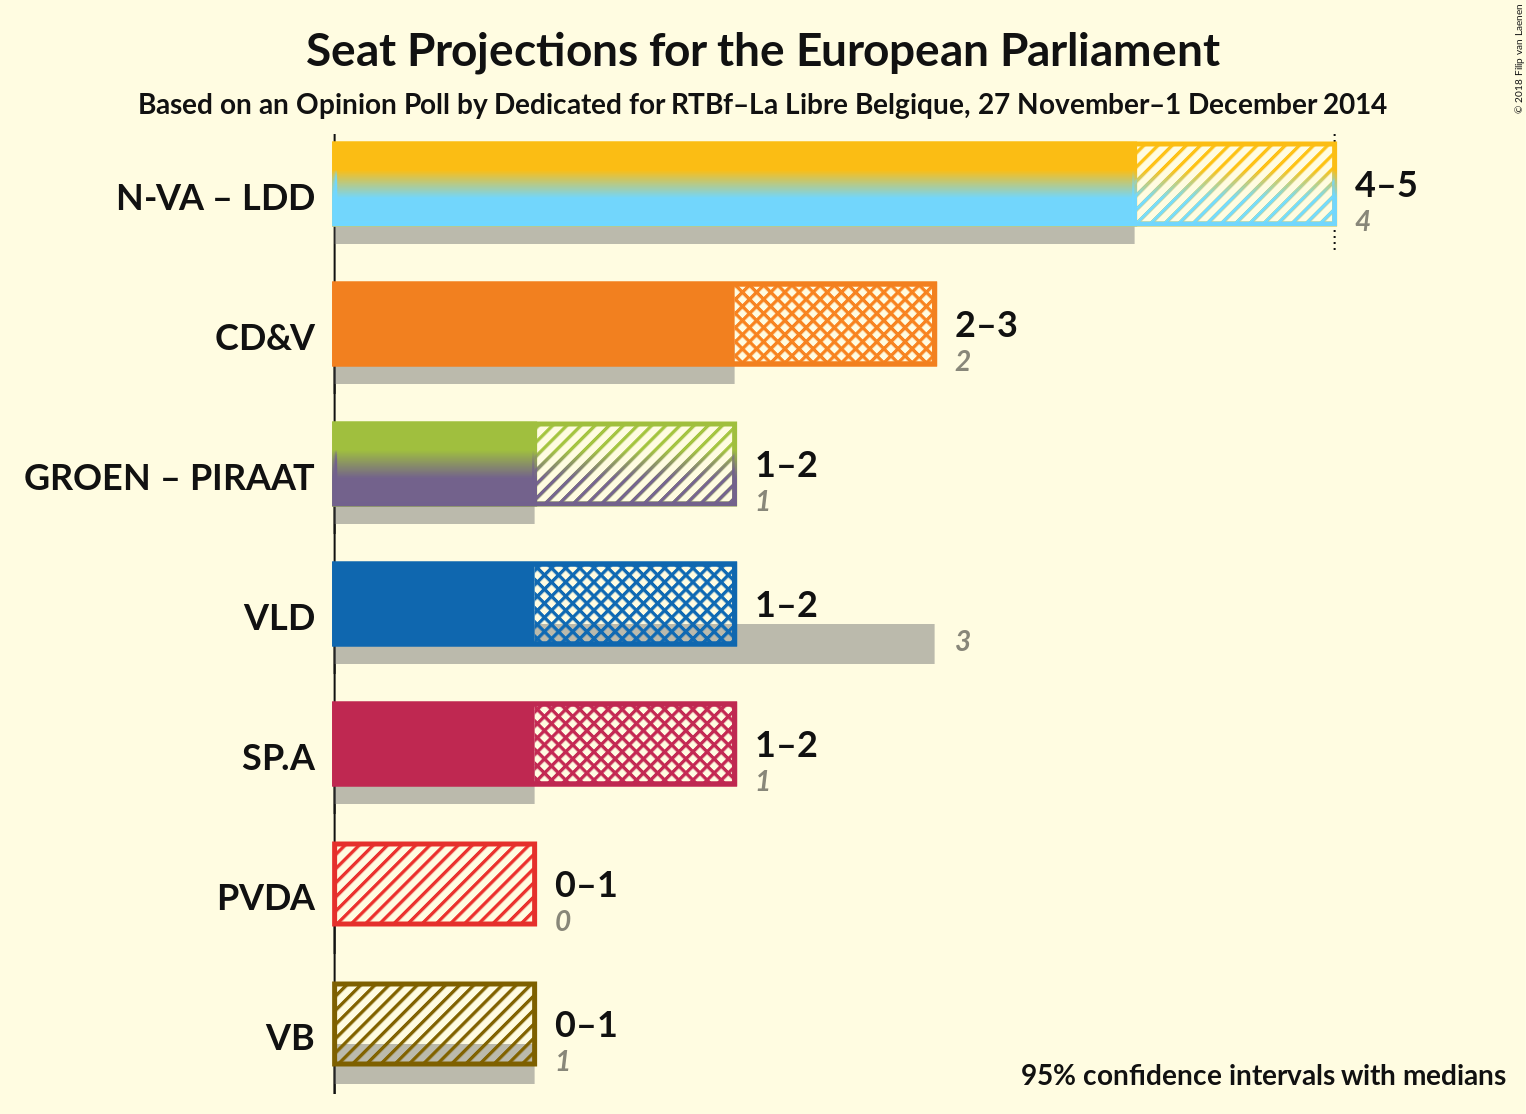 Seat Projections for the European Parliament
Based on an Opinion Poll by Dedicated for RTBf–La Libre Belgique, 27 November–1 December 2014
© 2018 Filip van Laenen
N-VA – LDD
4–5
4
CD&V
2–3
2
GROEN – PIRAAT
1–2
1
VLD
1–2
3
SP.A
1–2
1
PVDA
0–1
0
VB
0–1
1
95% confidence intervals with medians